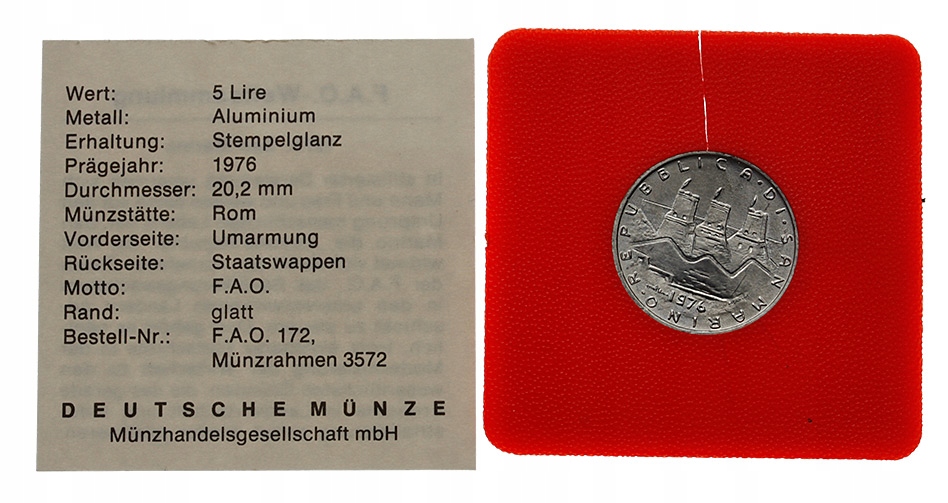 Wert: 5 Lire
Metall: Aluminium
Erhaltung: Stempelglanz
Prägejahr: 1976
Durchmesser: 20,2 mm
Münzstätte: Rom
Vorderseite: Umarmung
Rückseite: Staatswappen
Motto: F.A.O.
Rand: glatt
Bestell-Nr.: F.A.O. 172,
Münzrahmen 3572
DEUTSCHE MÜNZE
Münzhandelsgesellschaft mbH
REPUBBLICA·DI·SAN MARINO·
1976